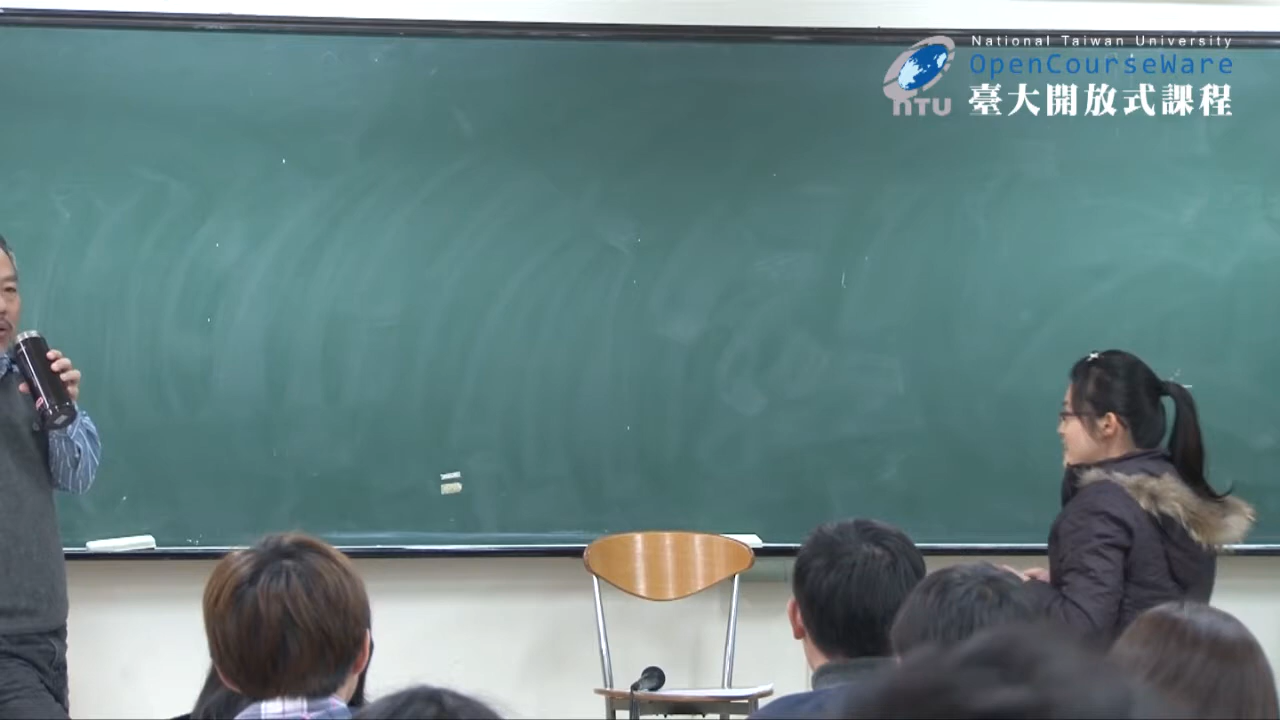 National Taiwan University
OpenCourseWare
NTU
臺大開放式課程